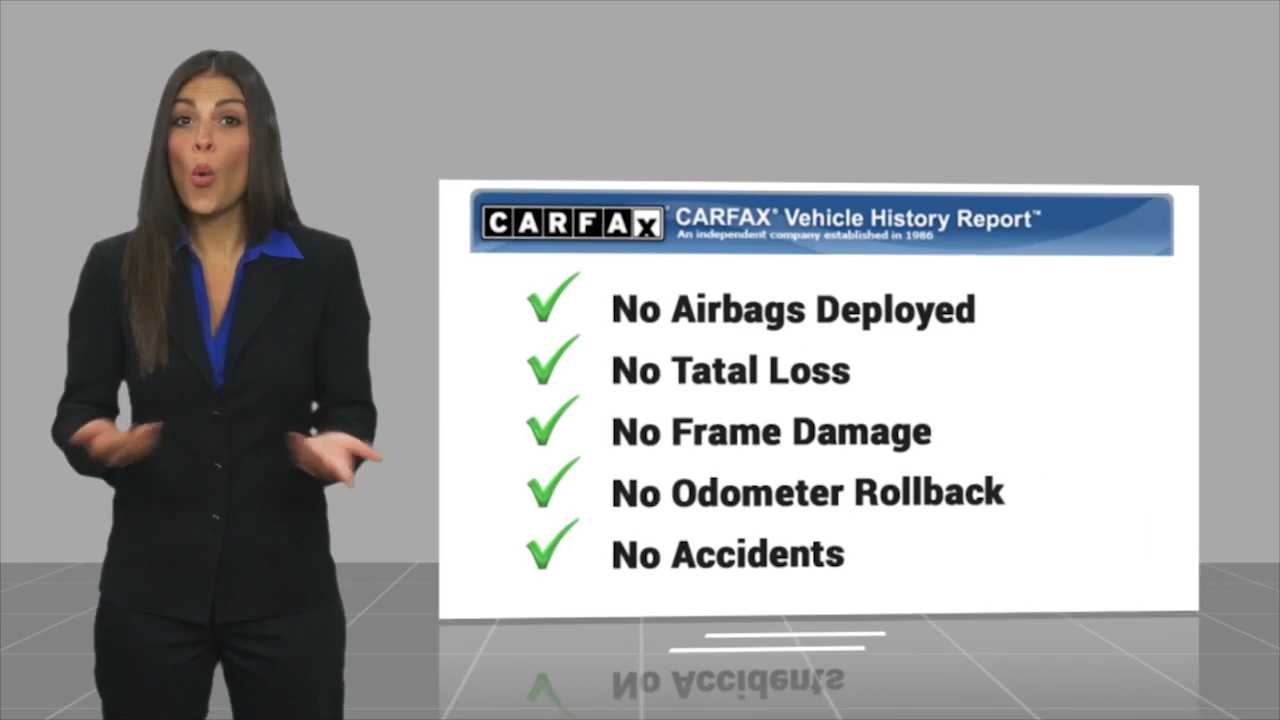 CARFAX CARFAX® Vehicle History Report™
An independent company established in 1986
No Airbags Deployed
No Tatal Loss
No Frame Damage
No Odometer Rollback
No Accidents
No Accidents